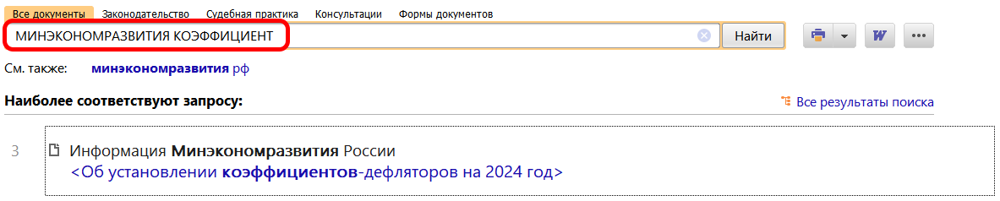 Все документы Законодательство Судебная практика Консультации Формы документов
МИНЭКОНОМРАЗВИТИЯ КОЭФФИЦИЕНТ Найти W
См. также: минэкономразвития рф
Наиболее соответствуют запросу: Все результаты поиска
3 Информация Минэкономразвития России
<Об установлении коэффициентов-дефляторов на 2024 год>